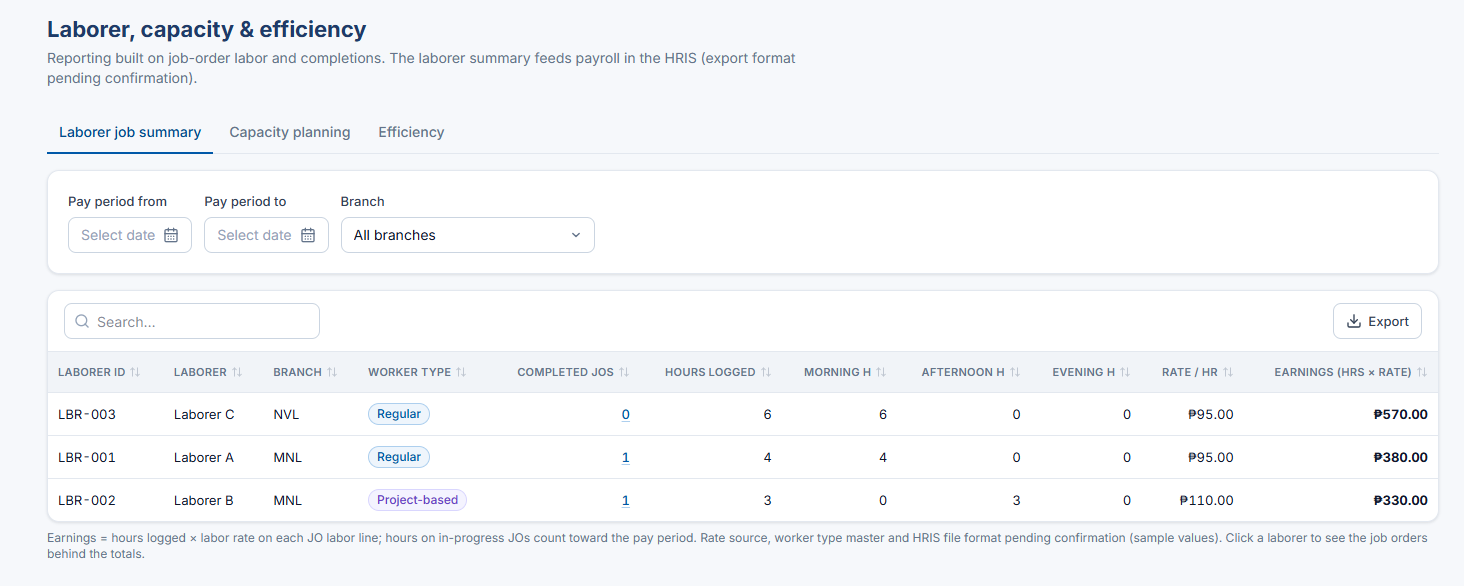 Laborer, capacity & efficiency
Reporting built on job-order labor and completions. The laborer summary feeds payroll in the HRIS (export format
pending confirmation).
Laborer job summary Capacity planning Efficiency
Pay period from Pay period to Branch
Select date Select date All branches
Search... Export
LABORER ID LABORER BRANCH WORKER TYPE COMPLETED JOS HOURS LOGGED MORNING H AFTERNOON H EVENING H RATE / HR EARNINGS (HRS × RATE)
LBR-003 Laborer C NVL Regular 0 6 6 0 0 ₱95.00 ₱570.00
LBR-001 Laborer A MNL Regular 1 4 4 0 0 ₱95.00 ₱380.00
LBR-002 Laborer B MNL Project-based 1 3 0 3 0 ₱110.00 ₱330.00
Earnings = hours logged × labor rate on each JO labor line; hours on in-progress JOs count toward the pay period. Rate source, worker type master and HRIS file format pending confirmation (sample values). Click a laborer to see the job orders
behind the totals.